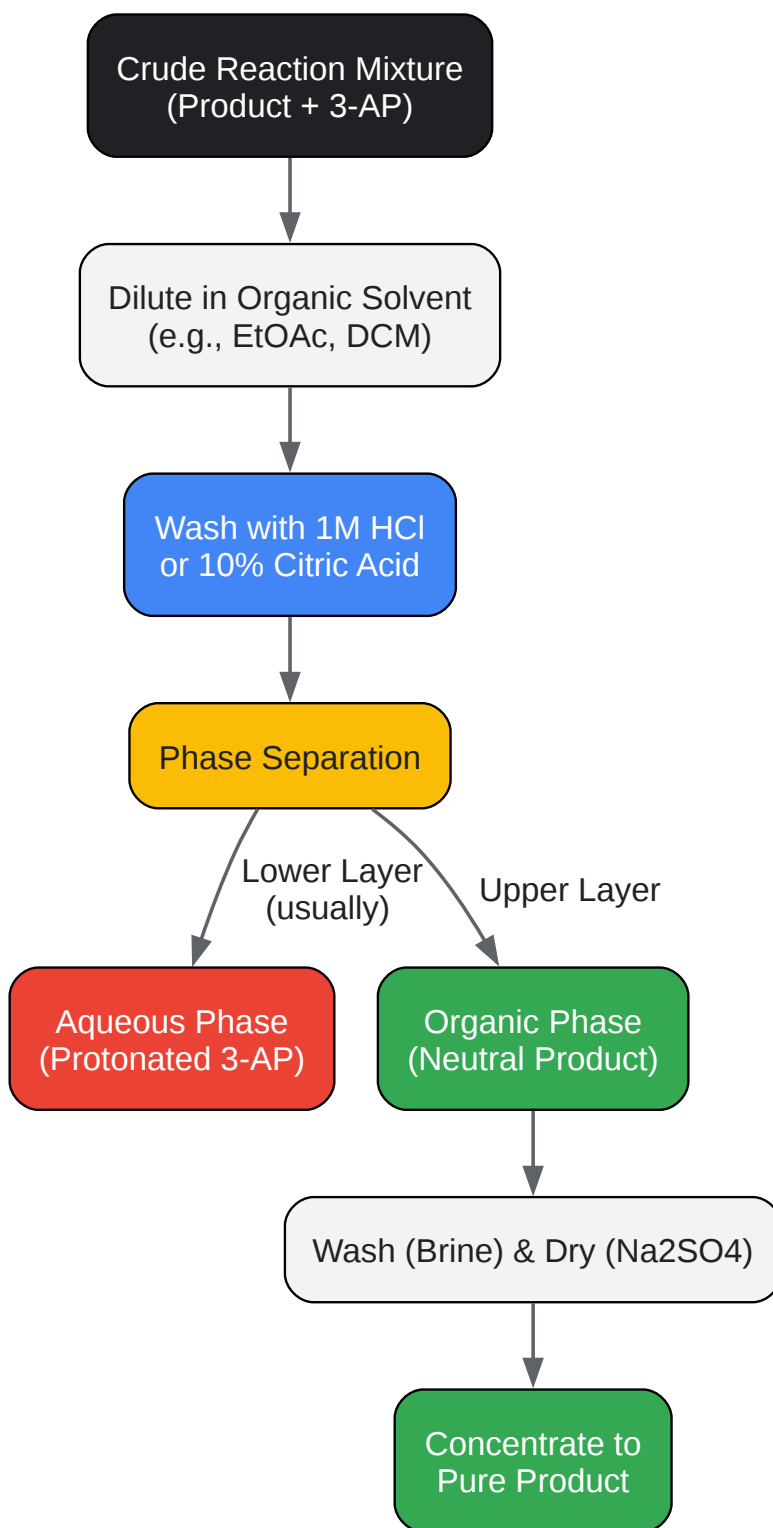 Crude Reaction Mixture
(Product + 3-AP)
Dilute in Organic Solvent
(e.g., EtOAc, DCM)
Wash with 1M HCl
or 10% Citric Acid
Phase Separation
Lower Layer
(usually)
Upper Layer
Aqueous Phase
(Protonated 3-AP)
Organic Phase
(Neutral Product)
Wash (Brine) & Dry (Na2SO4)
Concentrate to
Pure Product